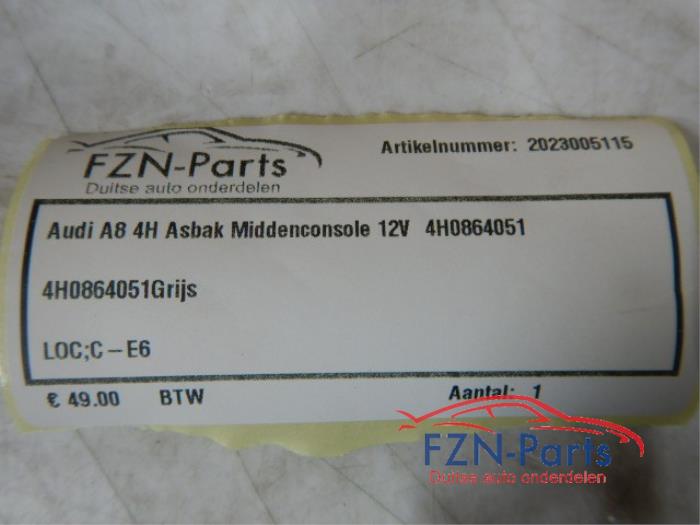 FZN-Parts
Duitse auto onderdelen
Artikelnummer: 2023005115
Audi A8 4H Asbak Middenconsole 12V 4H0864051
4H0864051Grijs
LOC;C-E6
€ 49.00 BTW Aantal: 1
FZN-Parts
Duitse auto onderdelen